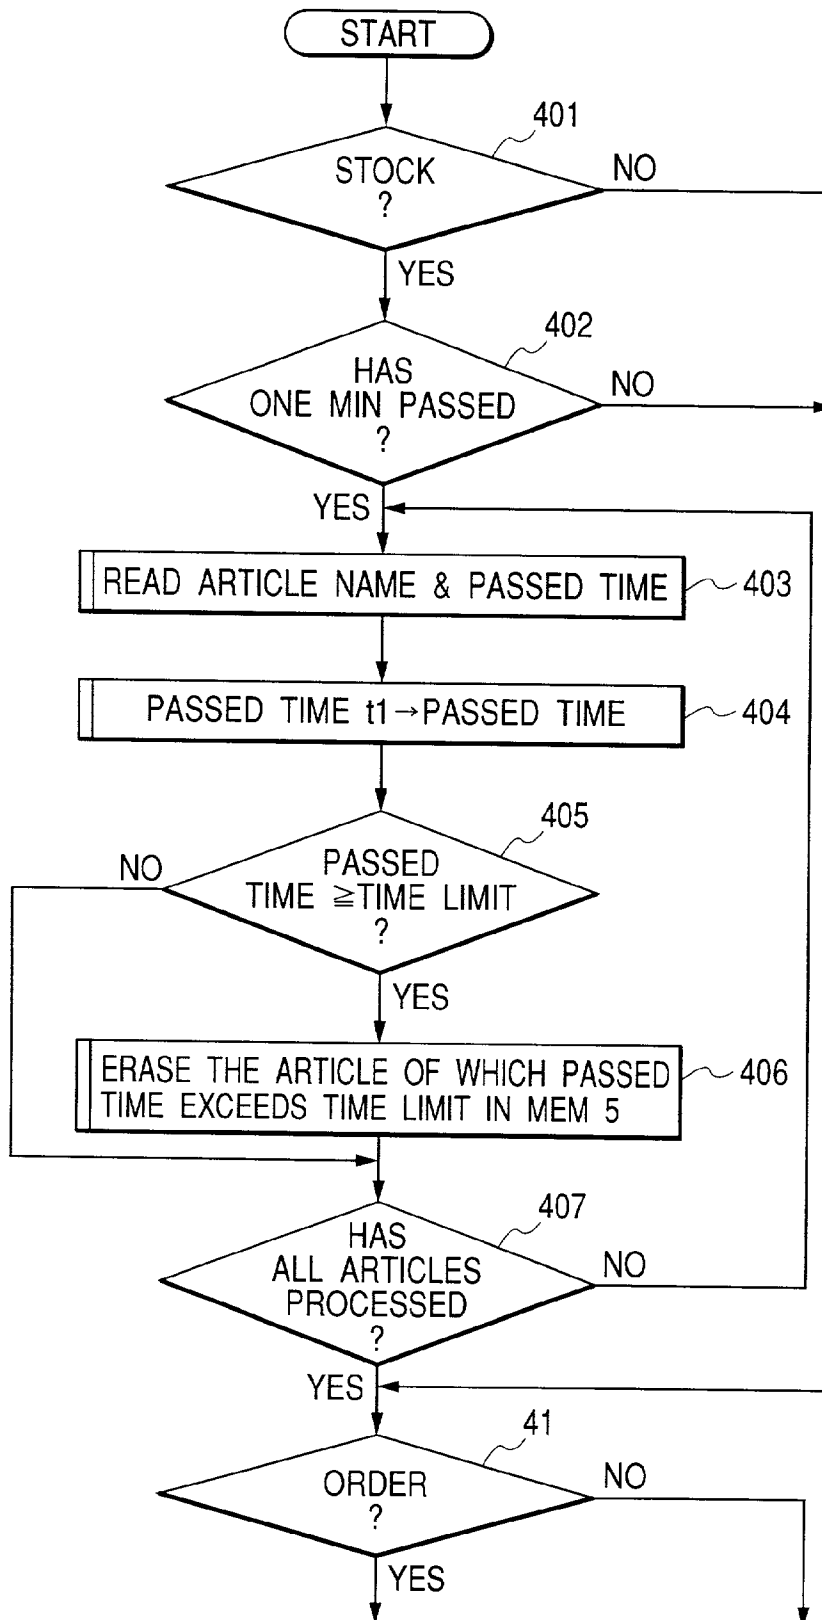 START
401
STOCK
?
NO
YES
402
HAS
ONE MIN PASSED
?
NO
YES
READ ARTICLE NAME & PASSED TIME
403
PASSED TIME t1→PASSED TIME
404
405
PASSED
TIME ≧TIME LIMIT
?
NO
YES
ERASE THE ARTICLE OF WHICH PASSED
TIME EXCEEDS TIME LIMIT IN MEM 5
406
407
HAS
ALL ARTICLES
PROCESSED
?
NO
YES
41
ORDER
?
NO
YES